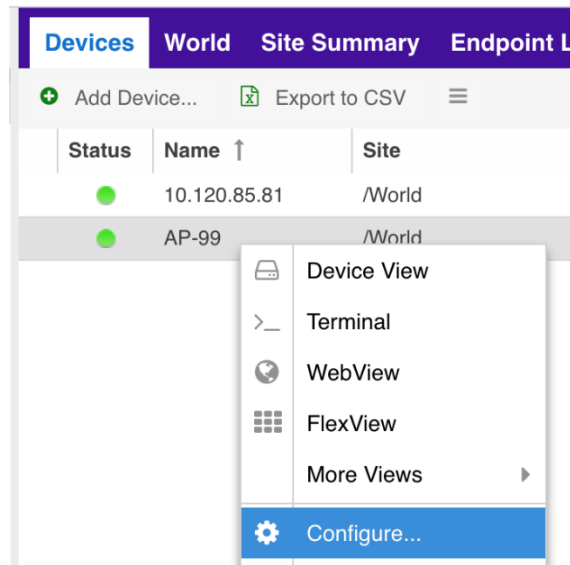 Devices World Site Summary Endpoint L
Add Device... Export to CSV
Status Name ↑ Site
10.120.85.81 /World
AP-99 /World
Device View
Terminal
WebView
FlexView
More Views
Configure...